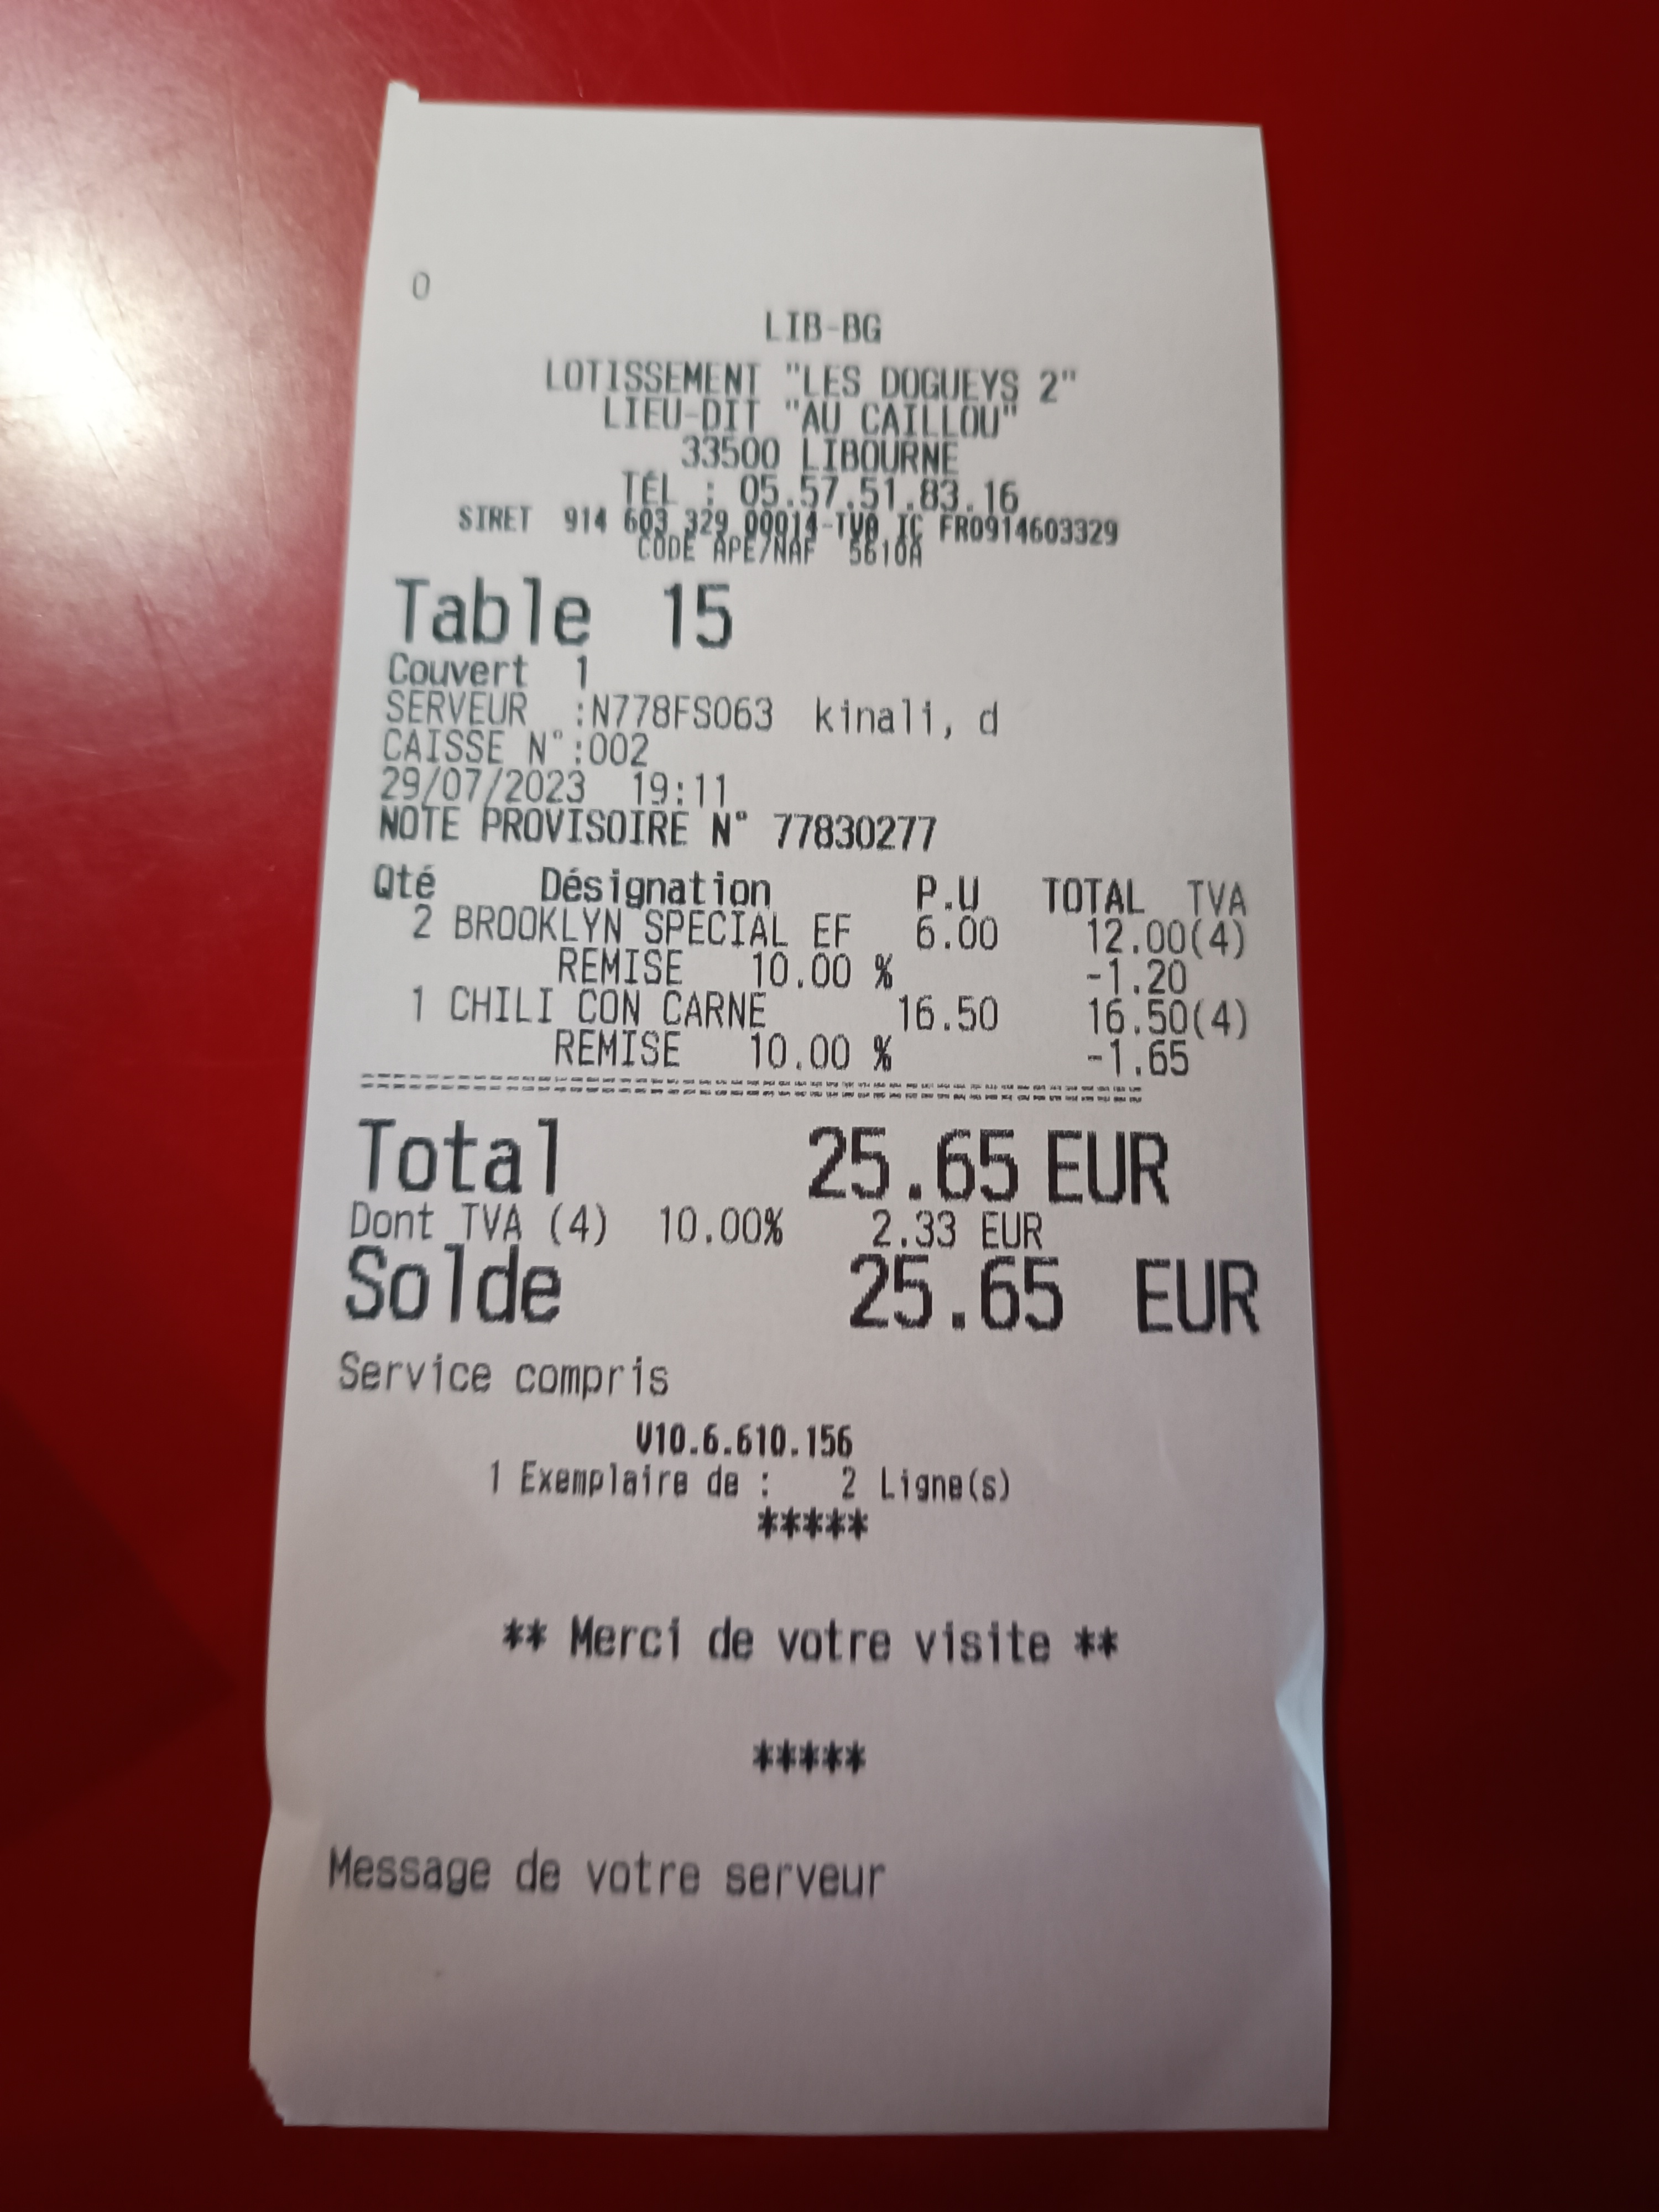 0
LIB-BG
LOTISSEMENT "LES DOGUEYS 2"
LIEU-DIT "AU CAILLOU"
33500 LIBOURNE
TÉL : 05.57.51.83.16
SIRET 914 603 329 00014-TVA IC FR0914603329
CODE APE/NAF 5610A
Table 15
Couvert 1
SERVEUR :N778FS063 kinali, d
CAISSE N°:002
29/07/2023 19:11
NOTE PROVISOIRE N° 77830277
Qté Désignation P.U TOTAL TVA
2 BROOKLYN SPECIAL EF 6.00 12.00(4)
REMISE 10.00 % -1.20
1 CHILI CON CARNE 16.50 16.50(4)
REMISE 10.00 % -1.65
Total 25.65 EUR
Dont TVA (4) 10.00% 2.33 EUR
Solde 25.65 EUR
Service compris
V10.6.610.156
1 Exemplaire de : 2 Ligne(s)
*****
** Merci de votre visite **
*****
Message de votre serveur